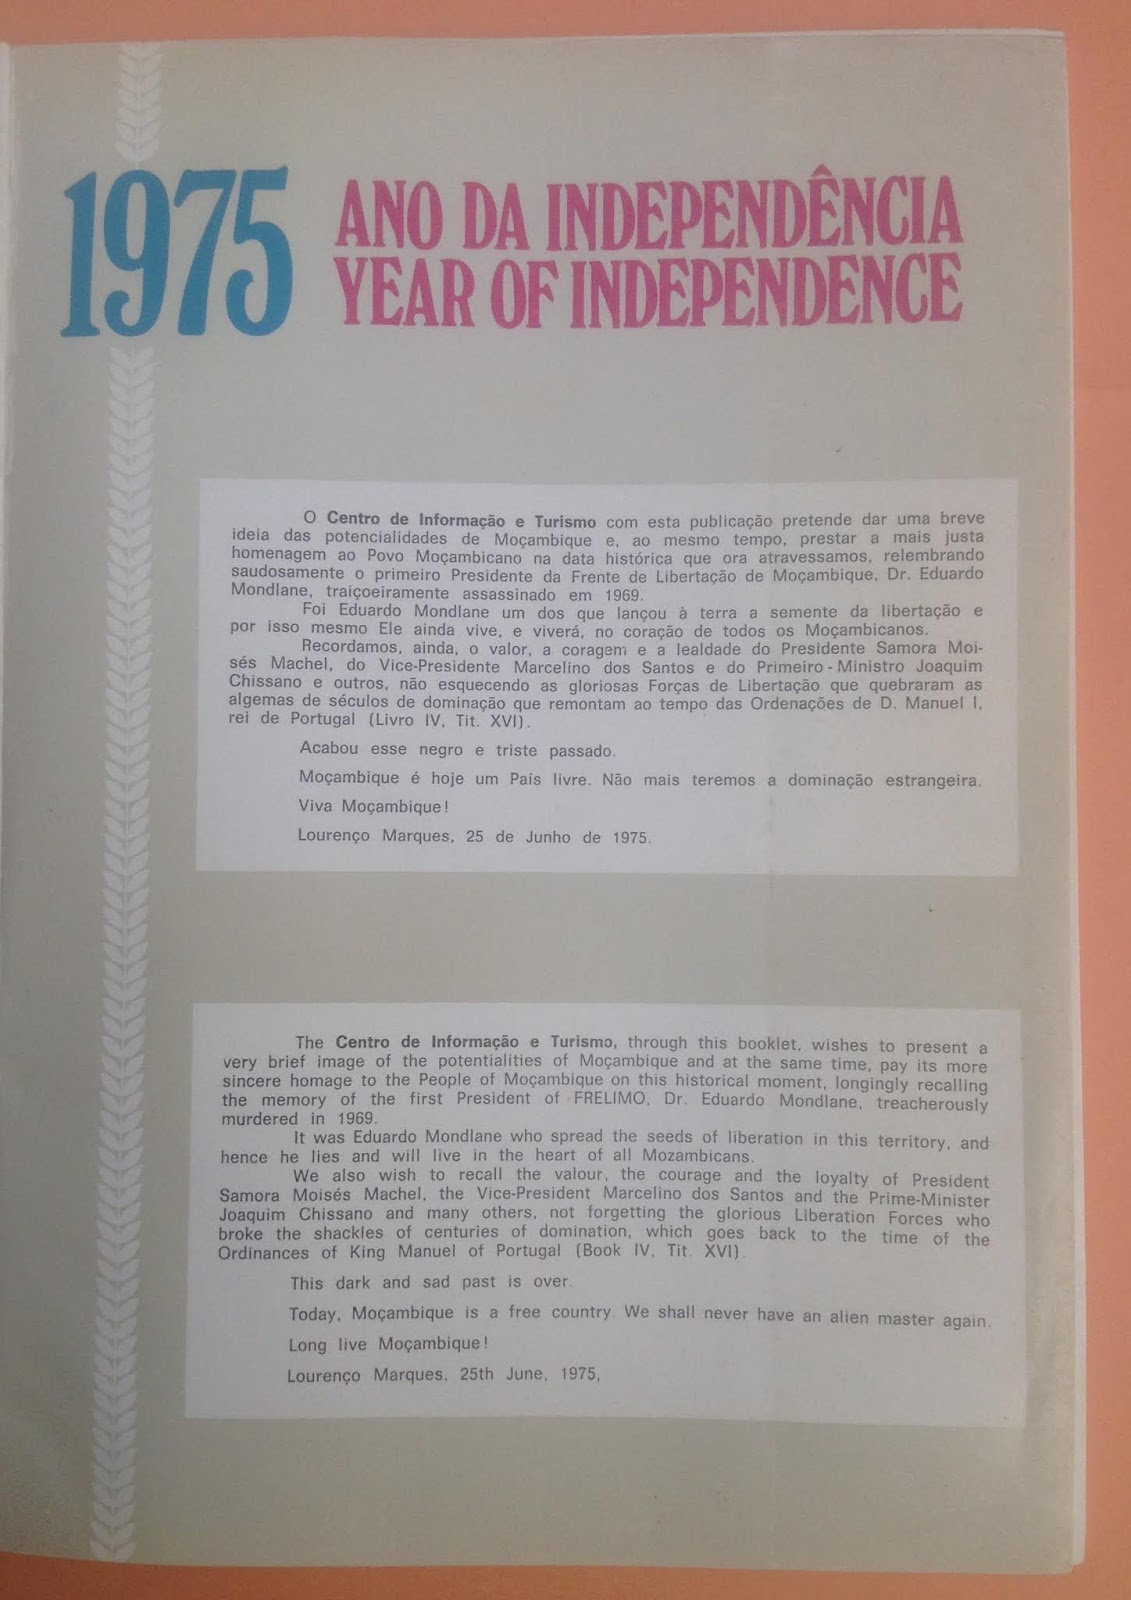 1975
ANO DA INDEPENDÊNCIA
YEAR OF INDEPENDENCE
O Centro de Informação e Turismo com esta publicação pretende dar uma breve
ideia das potencialidades de Moçambique e, ao mesmo tempo, prestar a mais justa
homenagem ao Povo Moçambicano na data histórica que ora atravessamos, relembrando
saudosamente o primeiro Presidente da Frente de Libertação de Moçambique, Dr. Eduardo
Mondlane, traiçoeiramente assassinado em 1969.
Foi Eduardo Mondlane um dos que lançou à terra a semente da libertação e
por isso mesmo Ele ainda vive, e viverá, no coração de todos os Moçambicanos.
Recordamos, ainda, o valor, a coragem e a lealdade do Presidente Samora Moi-
sés Machel, do Vice-Presidente Marcelino dos Santos e do Primeiro-Ministro Joaquim
Chissano e outros, não esquecendo as gloriosas Forças de Libertação que quebraram as
algemas de séculos de dominação que remontam ao tempo das Ordenações de D. Manuel I,
rei de Portugal (Livro IV, Tit. XVI).
Acabou esse negro e triste passado.
Moçambique é hoje um País livre. Não mais teremos a dominação estrangeira.
Viva Moçambique!
Lourenço Marques, 25 de Junho de 1975.
The Centro de Informação e Turismo, through this booklet, wishes to present a
very brief image of the potentialities of Moçambique and at the same time, pay its more
sincere homage to the People of Moçambique on this historical moment, longingly recalling
the memory of the first President of FRELIMO, Dr. Eduardo Mondlane, treacherously
murdered in 1969.
It was Eduardo Mondlane who spread the seeds of liberation in this territory, and
hence he lies and will live in the heart of all Mozambicans.
We also wish to recall the valour, the courage and the loyalty of President
Samora Moisés Machel, the Vice-President Marcelino dos Santos and the Prime-Minister
Joaquim Chissano and many others, not forgetting the glorious Liberation Forces who
broke the shackles of centuries of domination, which goes back to the time of the
Ordinances of King Manuel of Portugal (Book IV, Tit. XVI).
This dark and sad past is over.
Today, Moçambique is a free country. We shall never have an alien master again.
Long live Moçambique!
Lourenço Marques, 25th June, 1975,